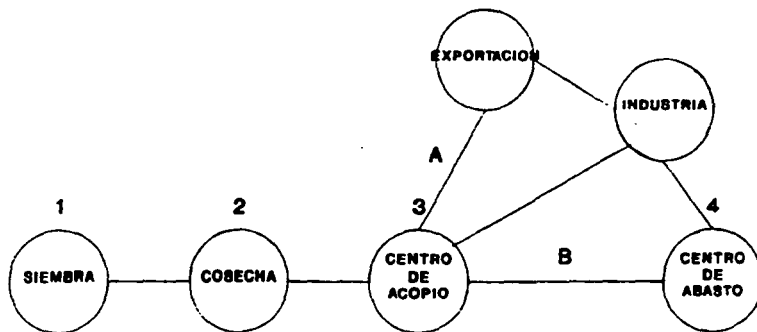 EXPORTACION
INDUSTRIA
A
1
2
3
4
SIEMBRA
COSECHA
CENTRO
DE
ACOPIO
B
CENTRO
DE
ABASTO